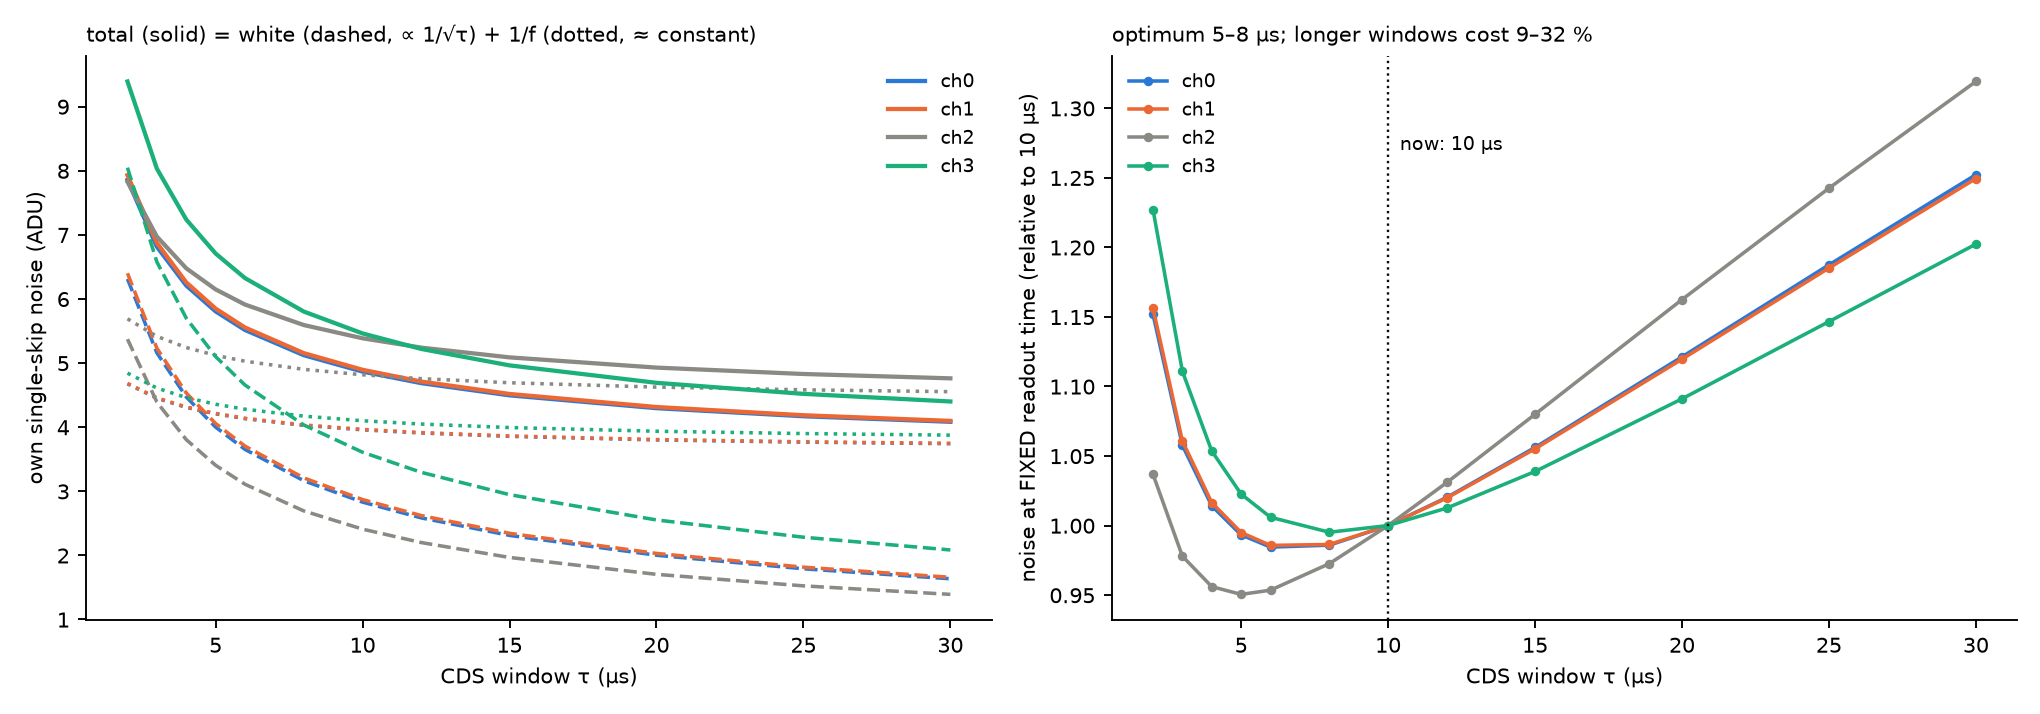 total (solid) = white (dashed, ∝ 1/√τ) + 1/f (dotted, ≈ constant)
own single-skip noise (ADU)
9
8
7
6
5
4
3
2
1
ch0
ch1
ch2
ch3
5
10
15
20
25
30
CDS window τ (µs)
optimum 5–8 µs; longer windows cost 9–32 %
noise at FIXED readout time (relative to 10 µs)
1.30
1.25
1.20
1.15
1.10
1.05
1.00
0.95
ch0
ch1
ch2
ch3
now: 10 µs
5
10
15
20
25
30
CDS window τ (µs)